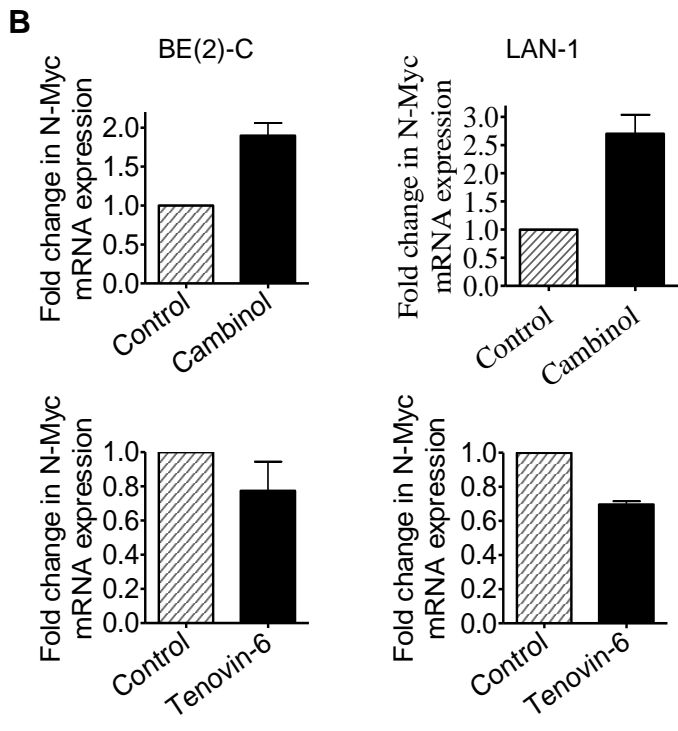 B
BE(2)-C
LAN-1
Fold change in N-Myc
mRNA expression
2.0
1.5
1.0
0.5
0.0
Control
Cambinol
Fold change in N-Myc
mRNA expression
3.0
2.5
2.0
1.5
1.0
0.5
0.0
Control
Cambinol
Fold change in N-Myc
mRNA expression
1.0
0.8
0.6
0.4
0.2
0.0
Control
Tenovin-6
Fold change in N-Myc
mRNA expression
1.0
0.8
0.6
0.4
0.2
0.0
Control
Tenovin-6